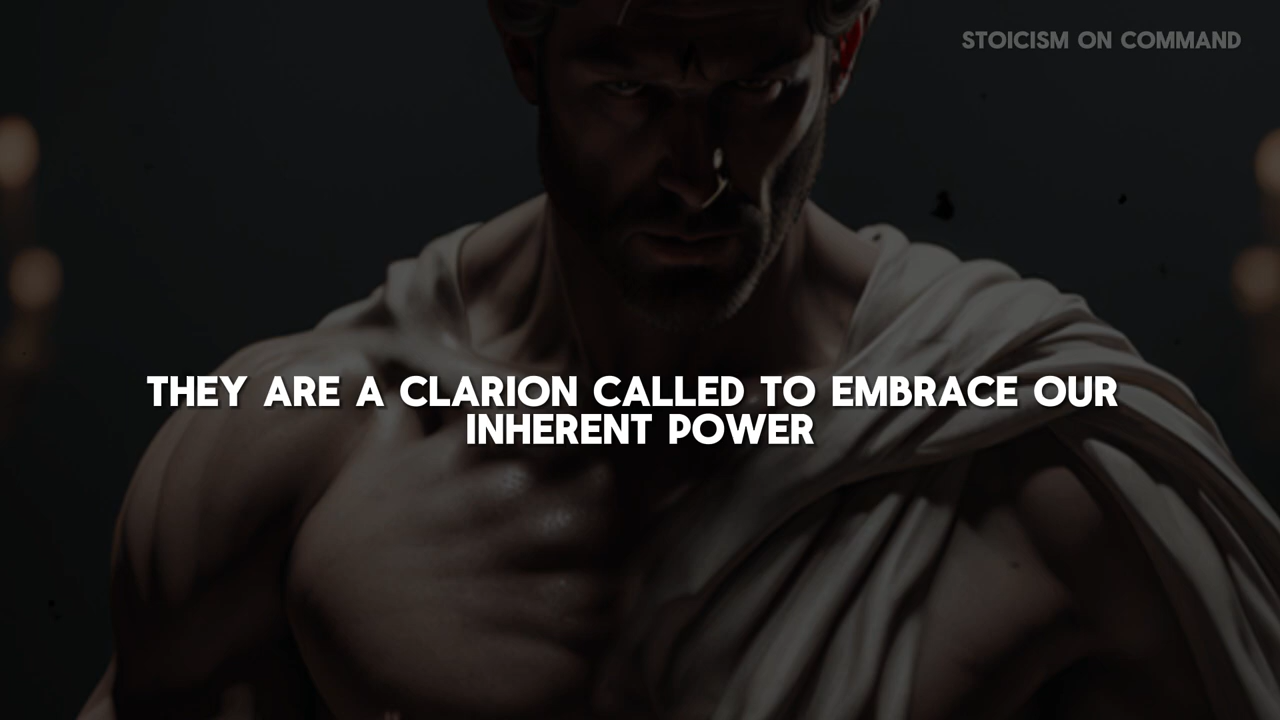 STOICISM ON COMMAND
THEY ARE A CLARION CALLED TO EMBRACE OUR
INHERENT POWER